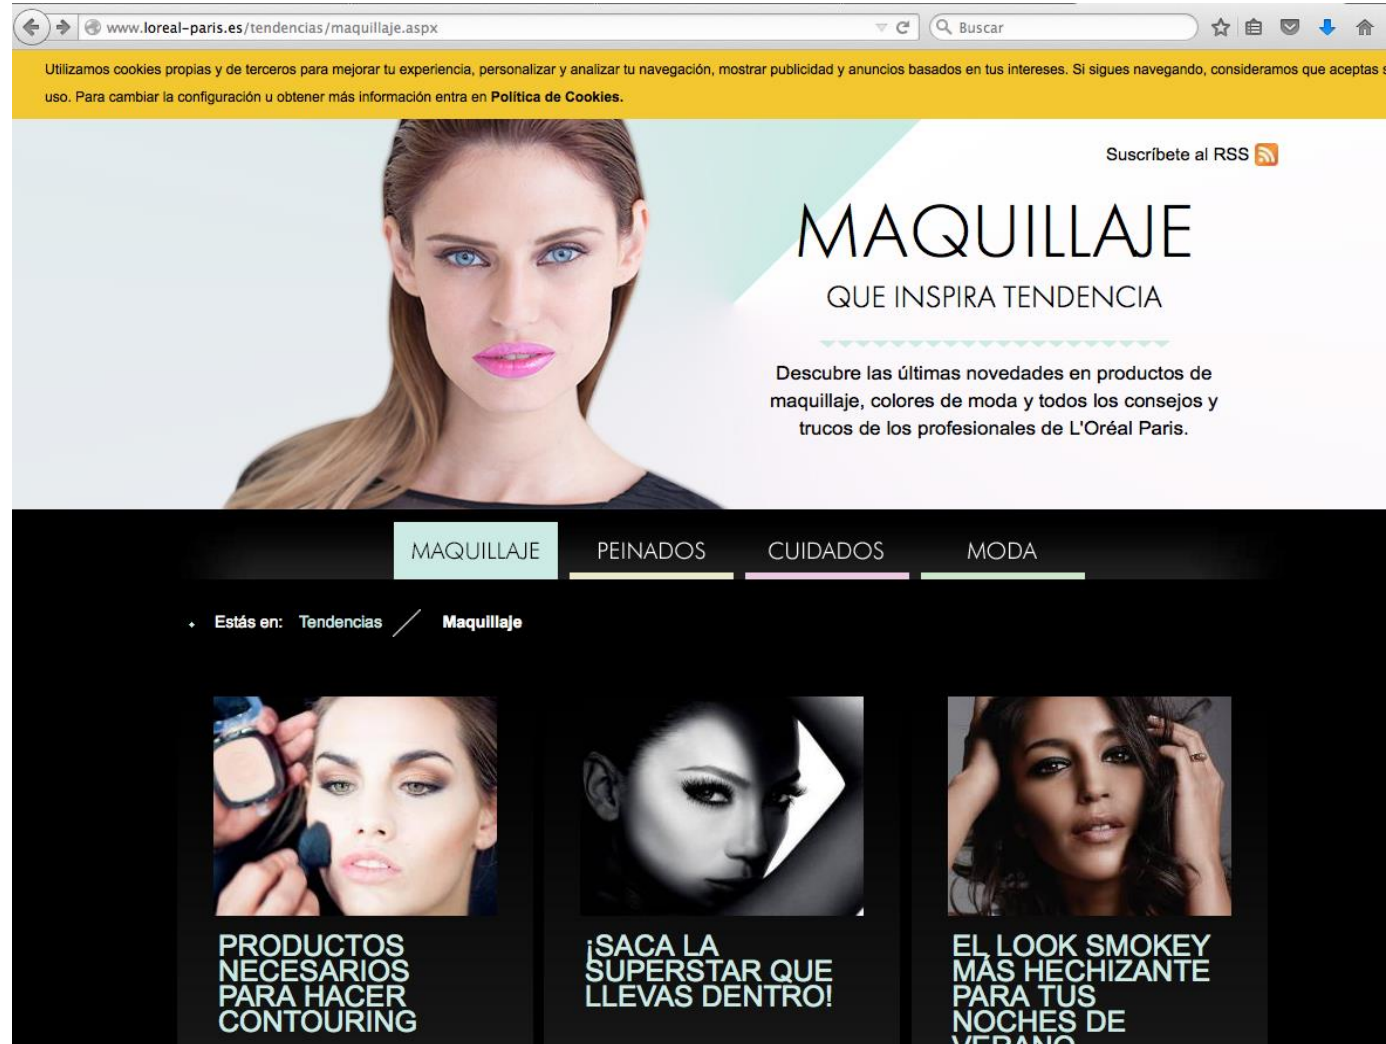 www.loreal-paris.es/tendencias/maquillaje.aspx
Buscar
Utilizamos cookies propias y de terceros para mejorar tu experiencia, personalizar y analizar tu navegación, mostrar publicidad y anuncios basados en tus intereses. Si sigues navegando, consideramos que aceptas s
uso. Para cambiar la configuración u obtener más información entra en Política de Cookies.
Suscríbete al RSS
MAQUILLAJE
QUE INSPIRA TENDENCIA
Descubre las últimas novedades en productos de
maquillaje, colores de moda y todos los consejos y
trucos de los profesionales de L'Oréal Paris.
MAQUILLAJE PEINADOS CUIDADOS MODA
Estás en: Tendencias / Maquillaje
PRODUCTOS
NECESARIOS
PARA HACER
CONTOURING
¡SACA LA
SUPERSTAR QUE
LLEVAS DENTRO!
EL LOOK SMOKEY
MÁS HECHIZANTE
PARA TUS
NOCHES DE
VERANO